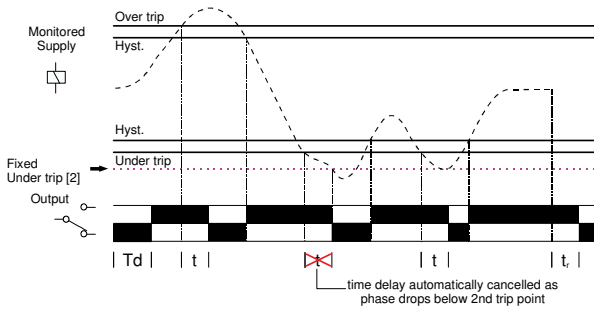 Over trip
Monitored
Supply
Hyst.
Hyst.
Under trip
Fixed
Under trip [2]
Output
Td
t
t
t
tr
time delay automatically cancelled as
phase drops below 2nd trip point